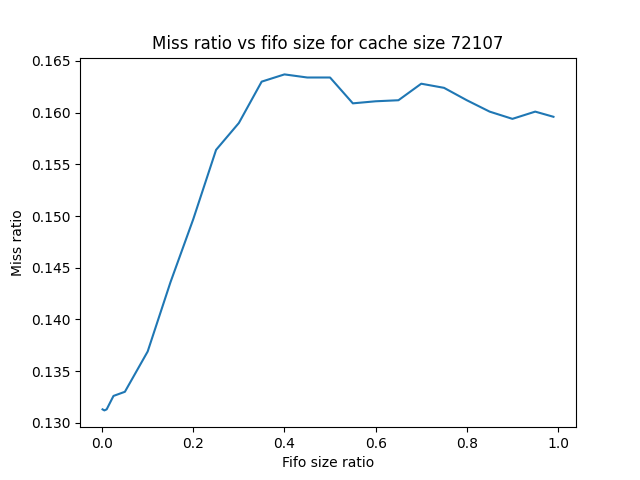 Miss ratio vs fifo size for cache size 72107
0.165
0.160
0.155
0.150
0.145
0.140
0.135
0.130
Miss ratio
0.0 0.2 0.4 0.6 0.8 1.0
Fifo size ratio